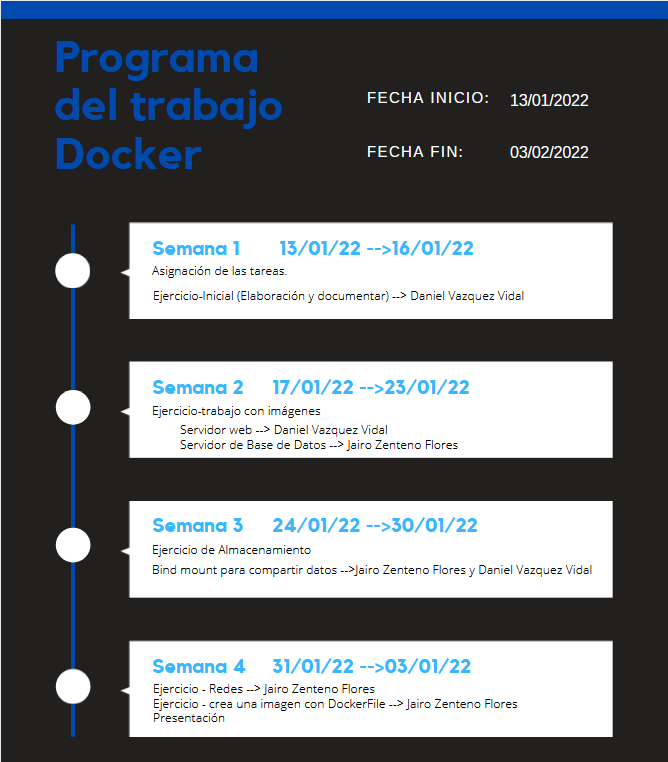 Programa
del trabajo
Docker
FECHA INICIO: 13/01/2022
FECHA FIN: 03/02/2022
Semana 1 13/01/22 -->16/01/22
Asignación de las tareas.
Ejercicio-Inicial (Elaboración y documentar) --> Daniel Vazquez Vidal
Semana 2 17/01/22 -->23/01/22
Ejercicio-trabajo con imágenes
Servidor web --> Daniel Vazquez Vidal
Servidor de Base de Datos --> Jairo Zenteno Flores
Semana 3 24/01/22 -->30/01/22
Ejercicio de Almacenamiento
Bind mount para compartir datos -->Jairo Zenteno Flores y Daniel Vazquez Vidal
Semana 4 31/01/22 -->03/01/22
Ejercicio - Redes --> Jairo Zenteno Flores
Ejercicio - crea una imagen con DockerFile --> Jairo Zenteno Flores
Presentación